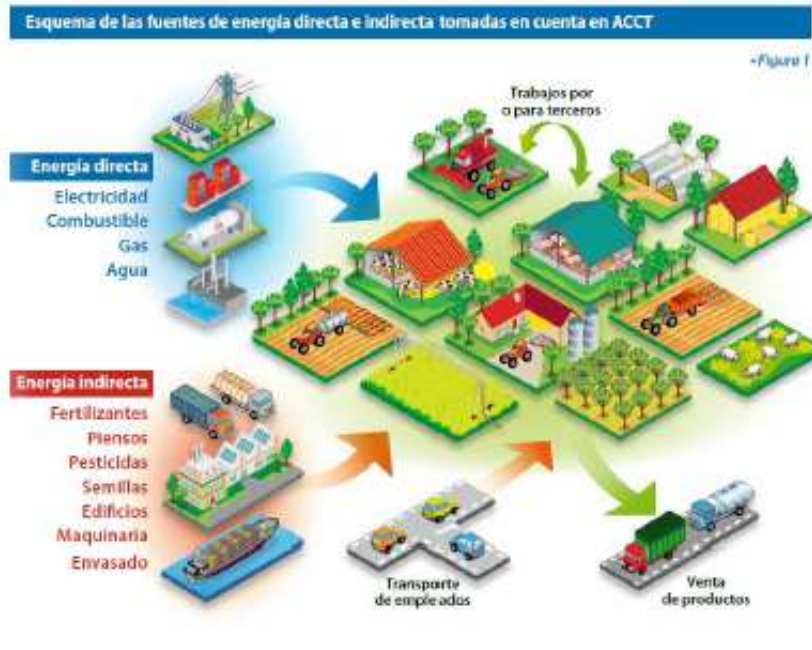 Esquema de las fuentes de energía directa e indirecta tomadas en cuenta en ACCT
•Figura 1
Trabajos por
o para terceros
Energía directa
Electricidad
Combustible
Gas
Agua
Energía indirecta
Fertilizantes
Piensos
Pesticidas
Semillas
Edificios
Maquinaria
Envasado
Transporte
de empleados
Venta
de productos